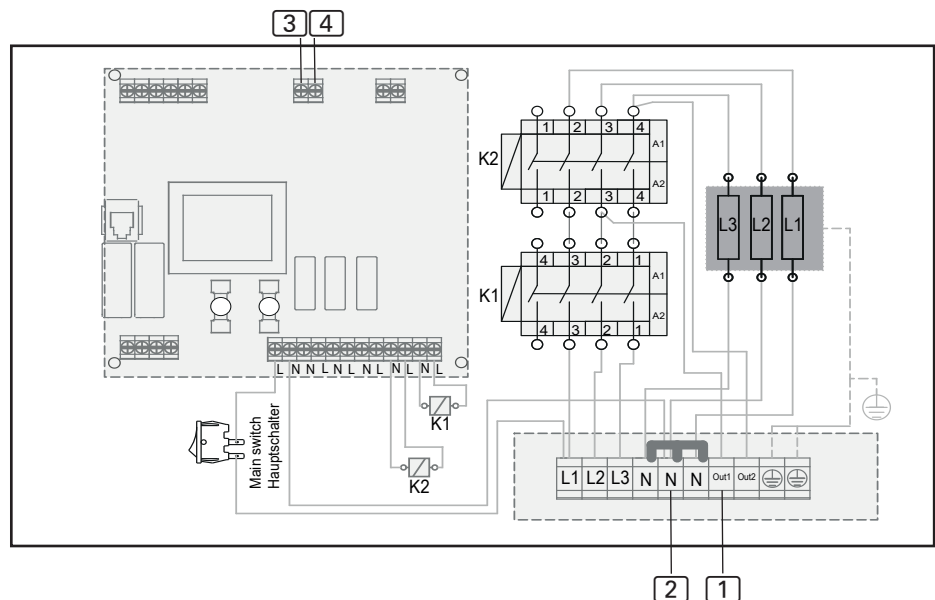 3 4
1 2 3 4
A1
K2
A2
1 2 3 4
L3 L2 L1
4 3 2 1
A1
K1
A2
4 3 2 1
L N N L N L N L N L N L
K1
Main switch
Hauptschalter
K2
L1 L2 L3 N N N Out1 Out2
2 1